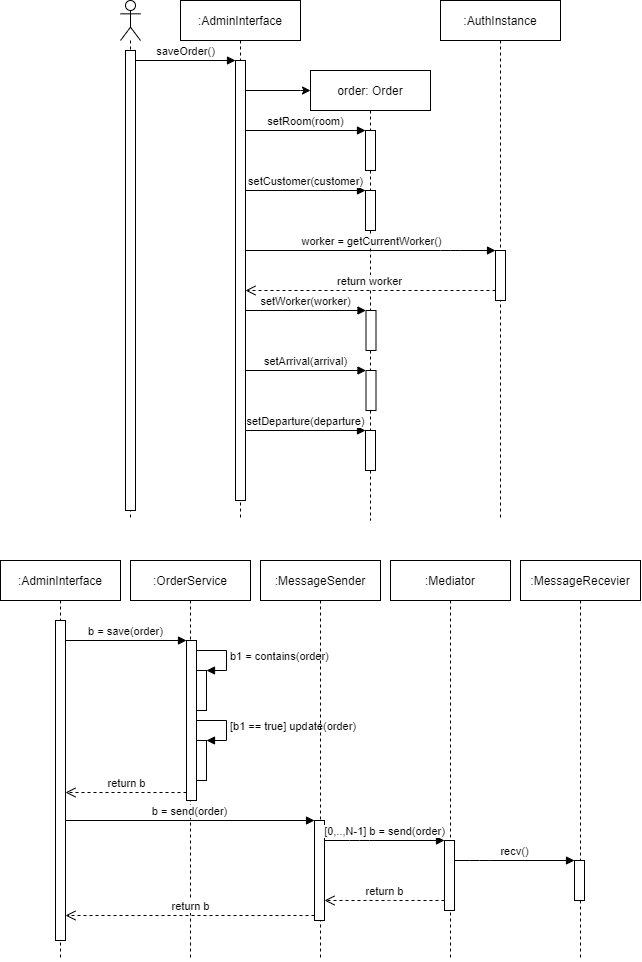 :AdminInterface
:AuthInstance
saveOrder()
order: Order
setRoom(room)
setCustomer(customer)
worker = getCurrentWorker()
return worker
setWorker(worker)
setArrival(arrival)
setDeparture(departure)
:AdminInterface
:OrderService
:MessageSender
:Mediator
:MessageRecevier
b = save(order)
b1 = contains(order)
[b1 == true] update(order)
return b
b = send(order)
[0,..,N-1] b = send(order)
recv()
return b
return b